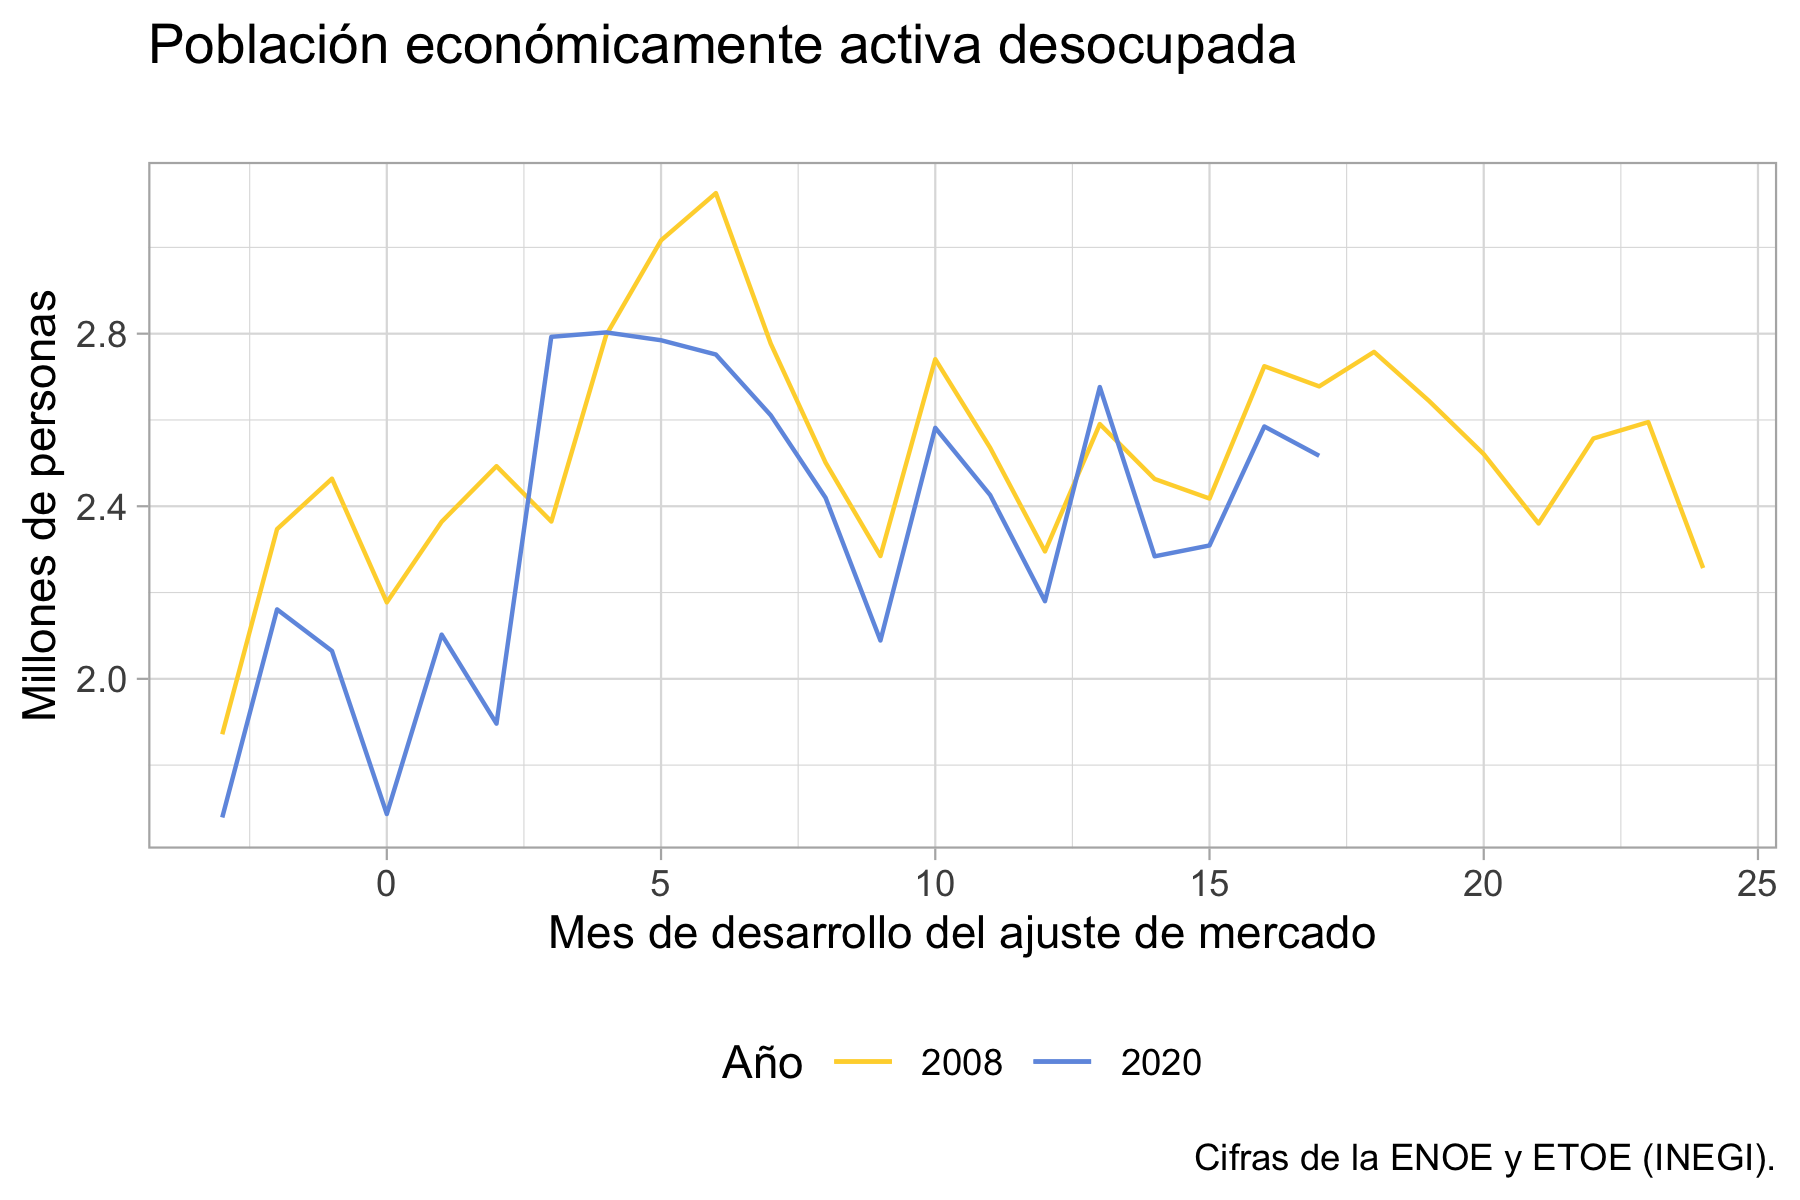 Población económicamente activa desocupada
Millones de personas
2.8
2.4
2.0
0 5 10 15 20 25
Mes de desarrollo del ajuste de mercado
Año 2008 2020
Cifras de la ENOE y ETOE (INEGI).